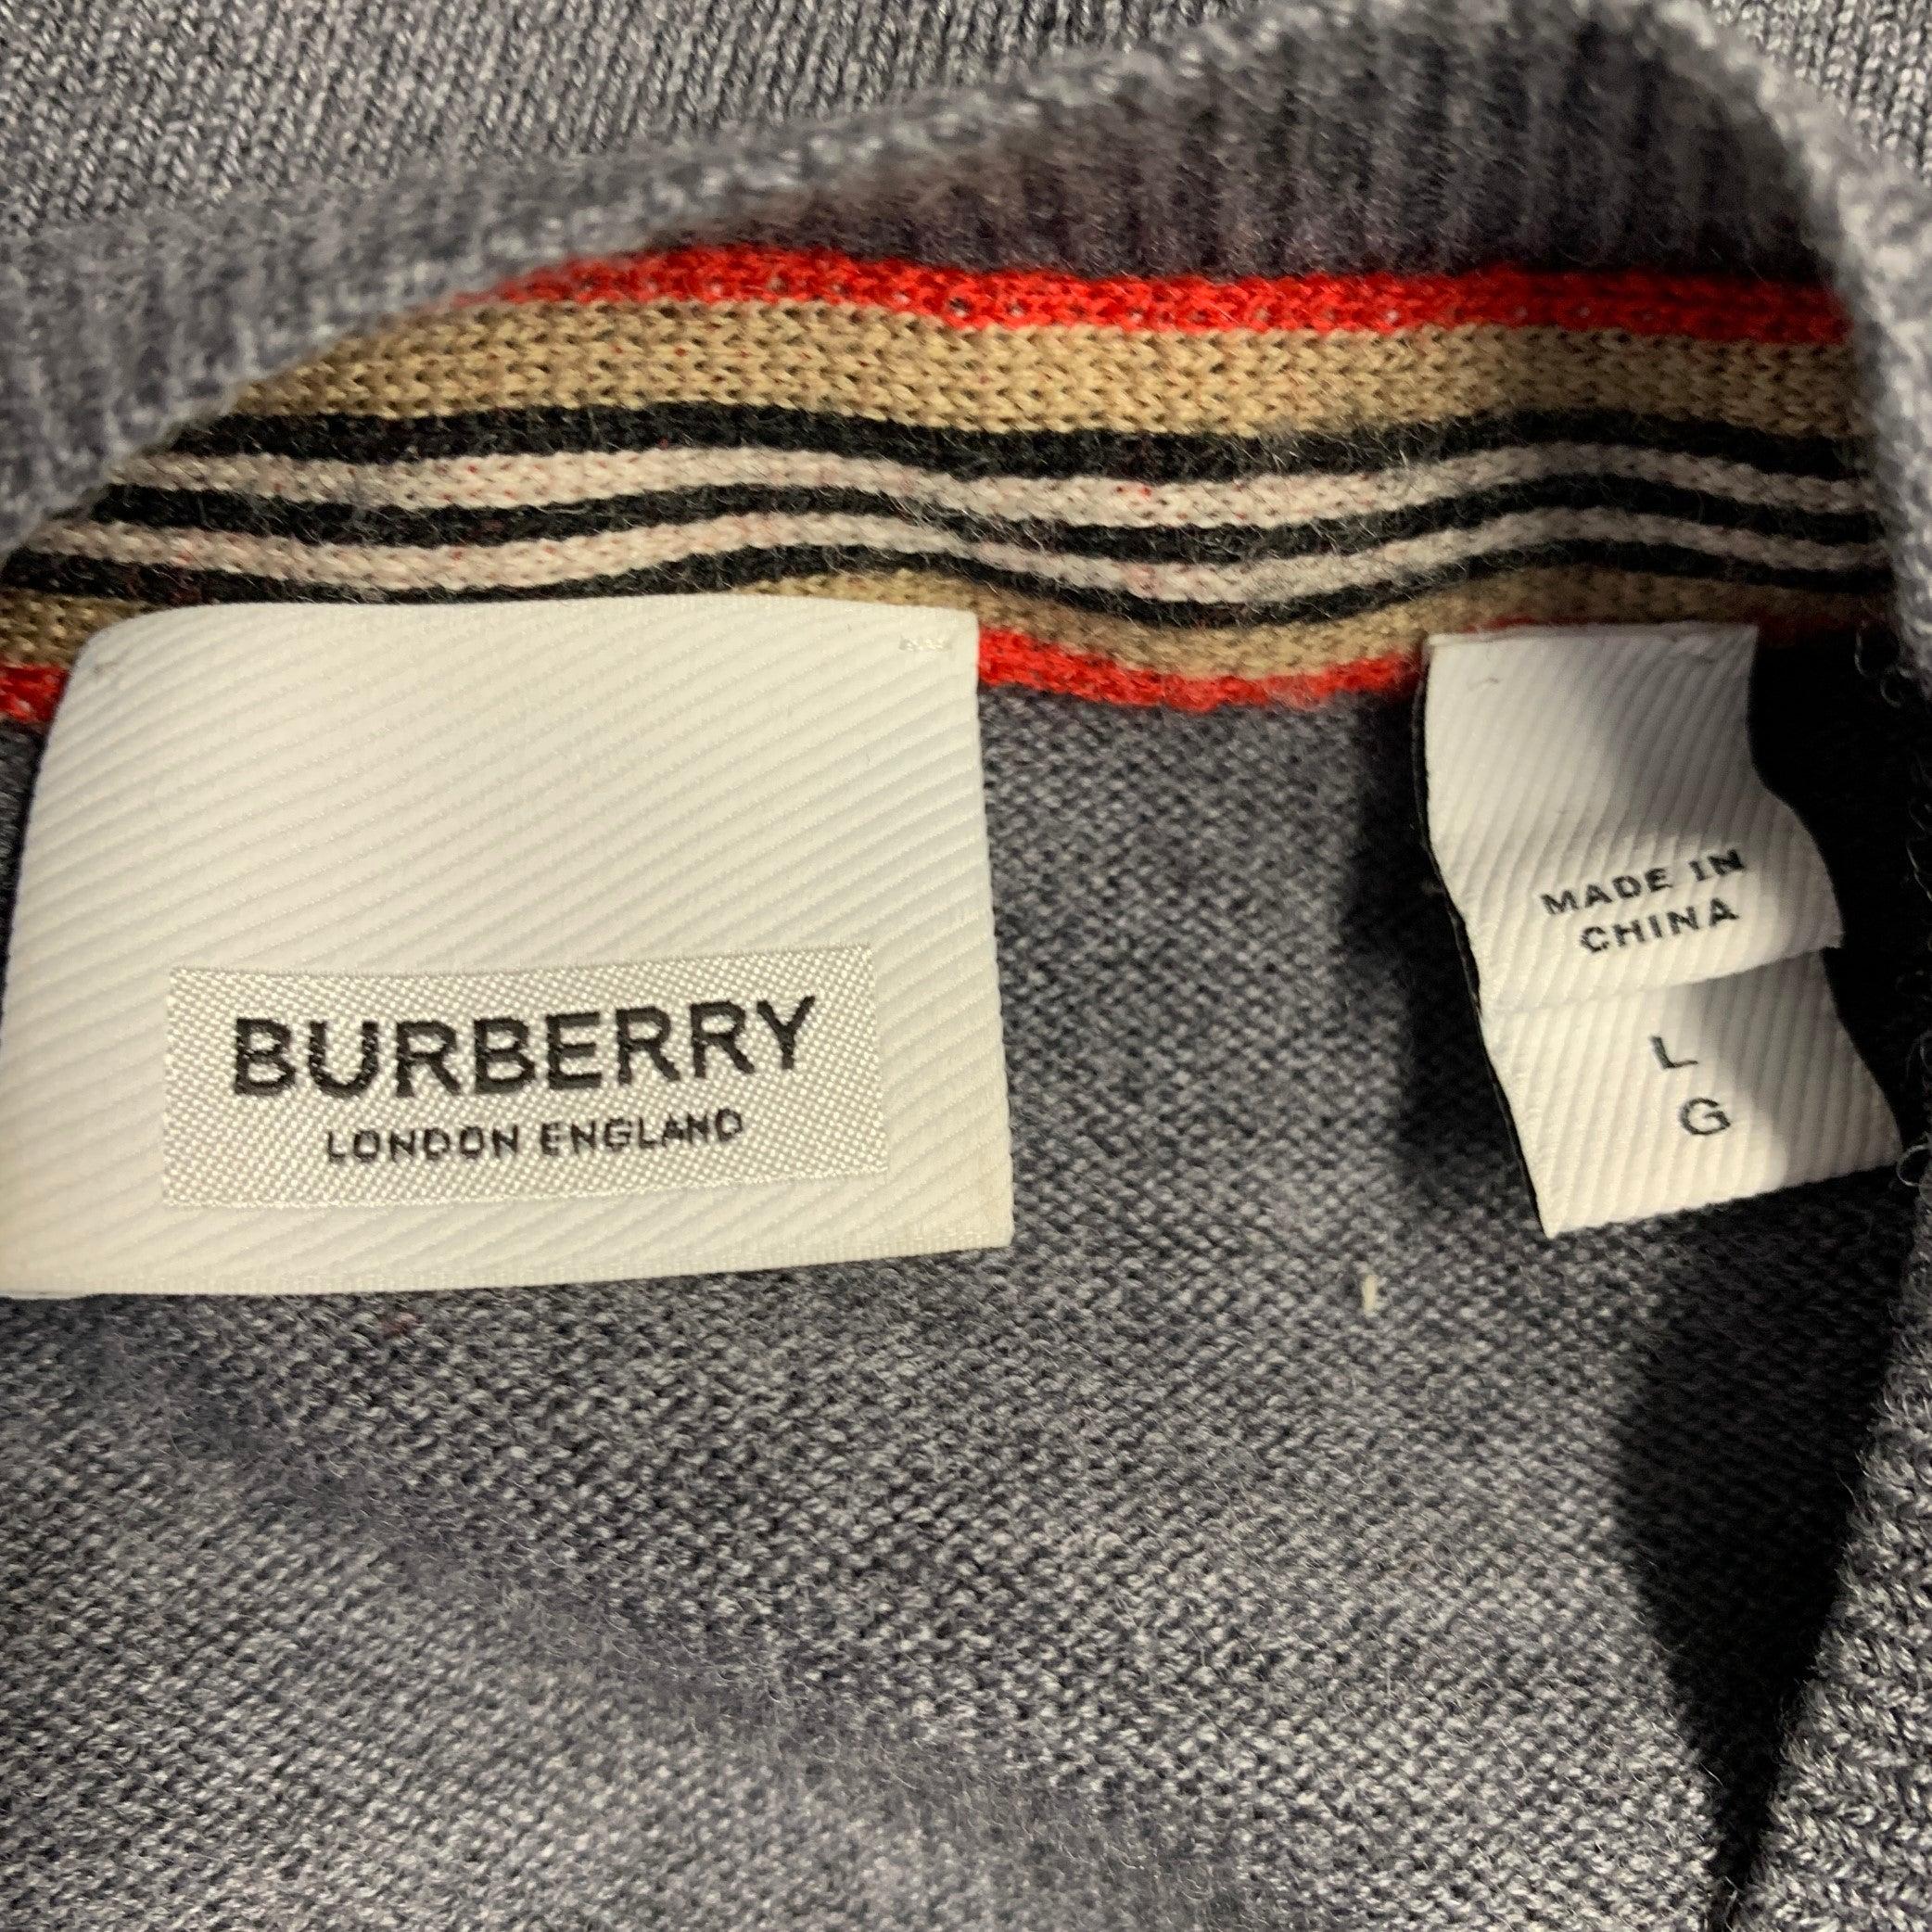 BURBERRY
LONDON ENGLAND
MADE IN
CHINA
L
G